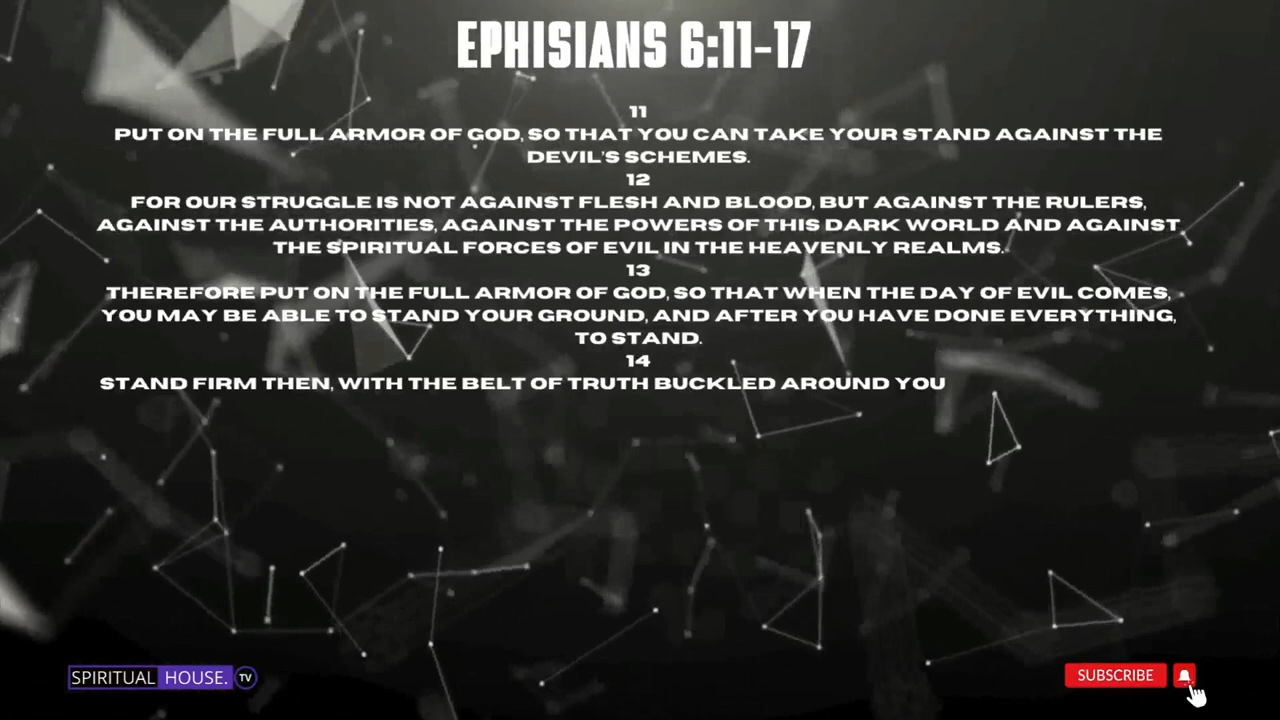 EPHISIANS 6:11-17
11
PUT ON THE FULL ARMOR OF GOD, SO THAT YOU CAN TAKE YOUR STAND AGAINST THE
DEVIL'S SCHEMES.
12
FOR OUR STRUGGLE IS NOT AGAINST FLESH AND BLOOD, BUT AGAINST THE RULERS,
AGAINST THE AUTHORITIES, AGAINST THE POWERS OF THIS DARK WORLD AND AGAINST
THE SPIRITUAL FORCES OF EVIL IN THE HEAVENLY REALMS.
13
THEREFORE PUT ON THE FULL ARMOR OF GOD, SO THAT WHEN THE DAY OF EVIL COMES,
YOU MAY BE ABLE TO STAND YOUR GROUND, AND AFTER YOU HAVE DONE EVERYTHING,
TO STAND.
14
STAND FIRM THEN, WITH THE BELT OF TRUTH BUCKLED AROUND YOU
SPIRITUAL HOUSE. TV
SUBSCRIBE